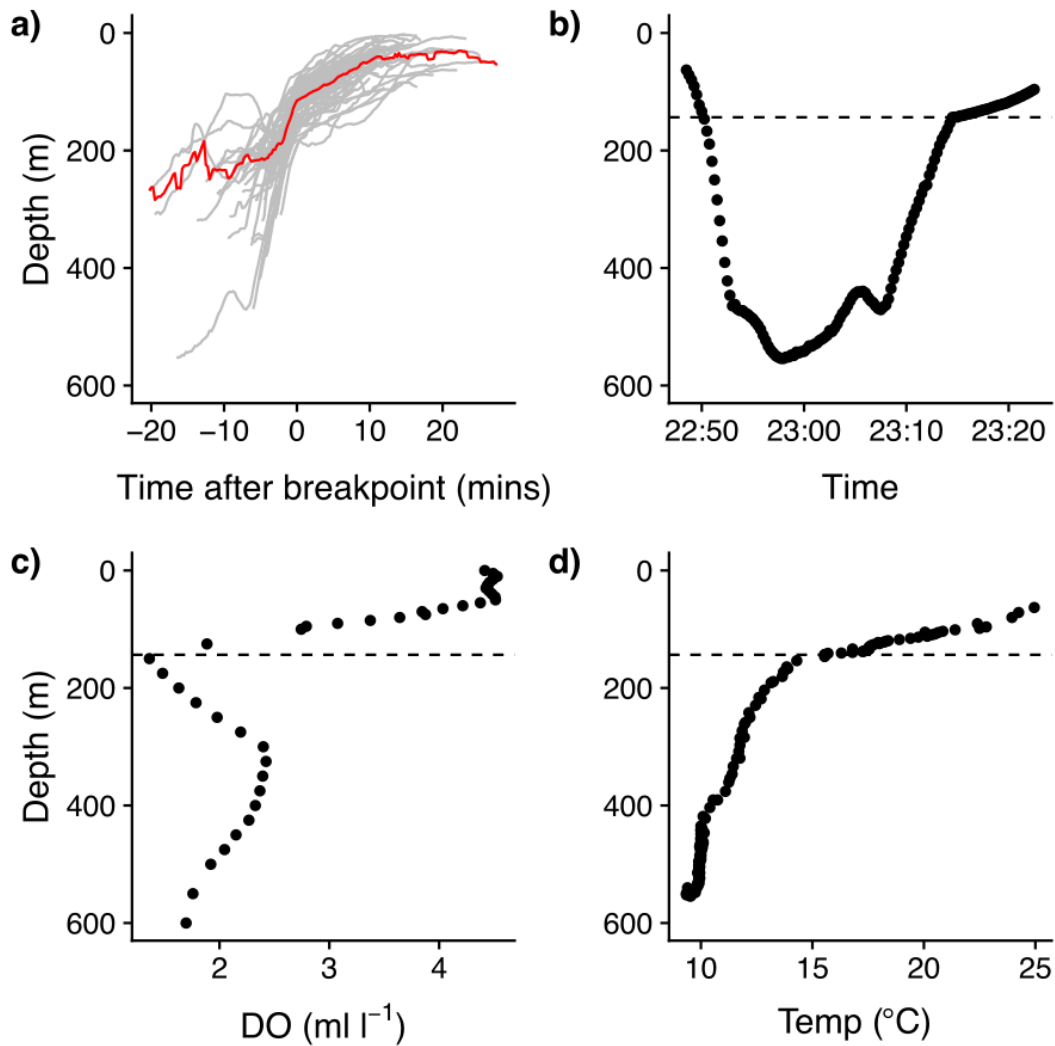 a)
0
200
400
600
Depth (m)
−20 −10 0 10 20
Time after breakpoint (mins)
b)
0
200
400
600
22:50 23:00 23:10 23:20
Time
c)
0
200
400
600
Depth (m)
2 3 4
DO (ml l⁻¹)
d)
0
200
400
600
10 15 20 25
Temp (°C)